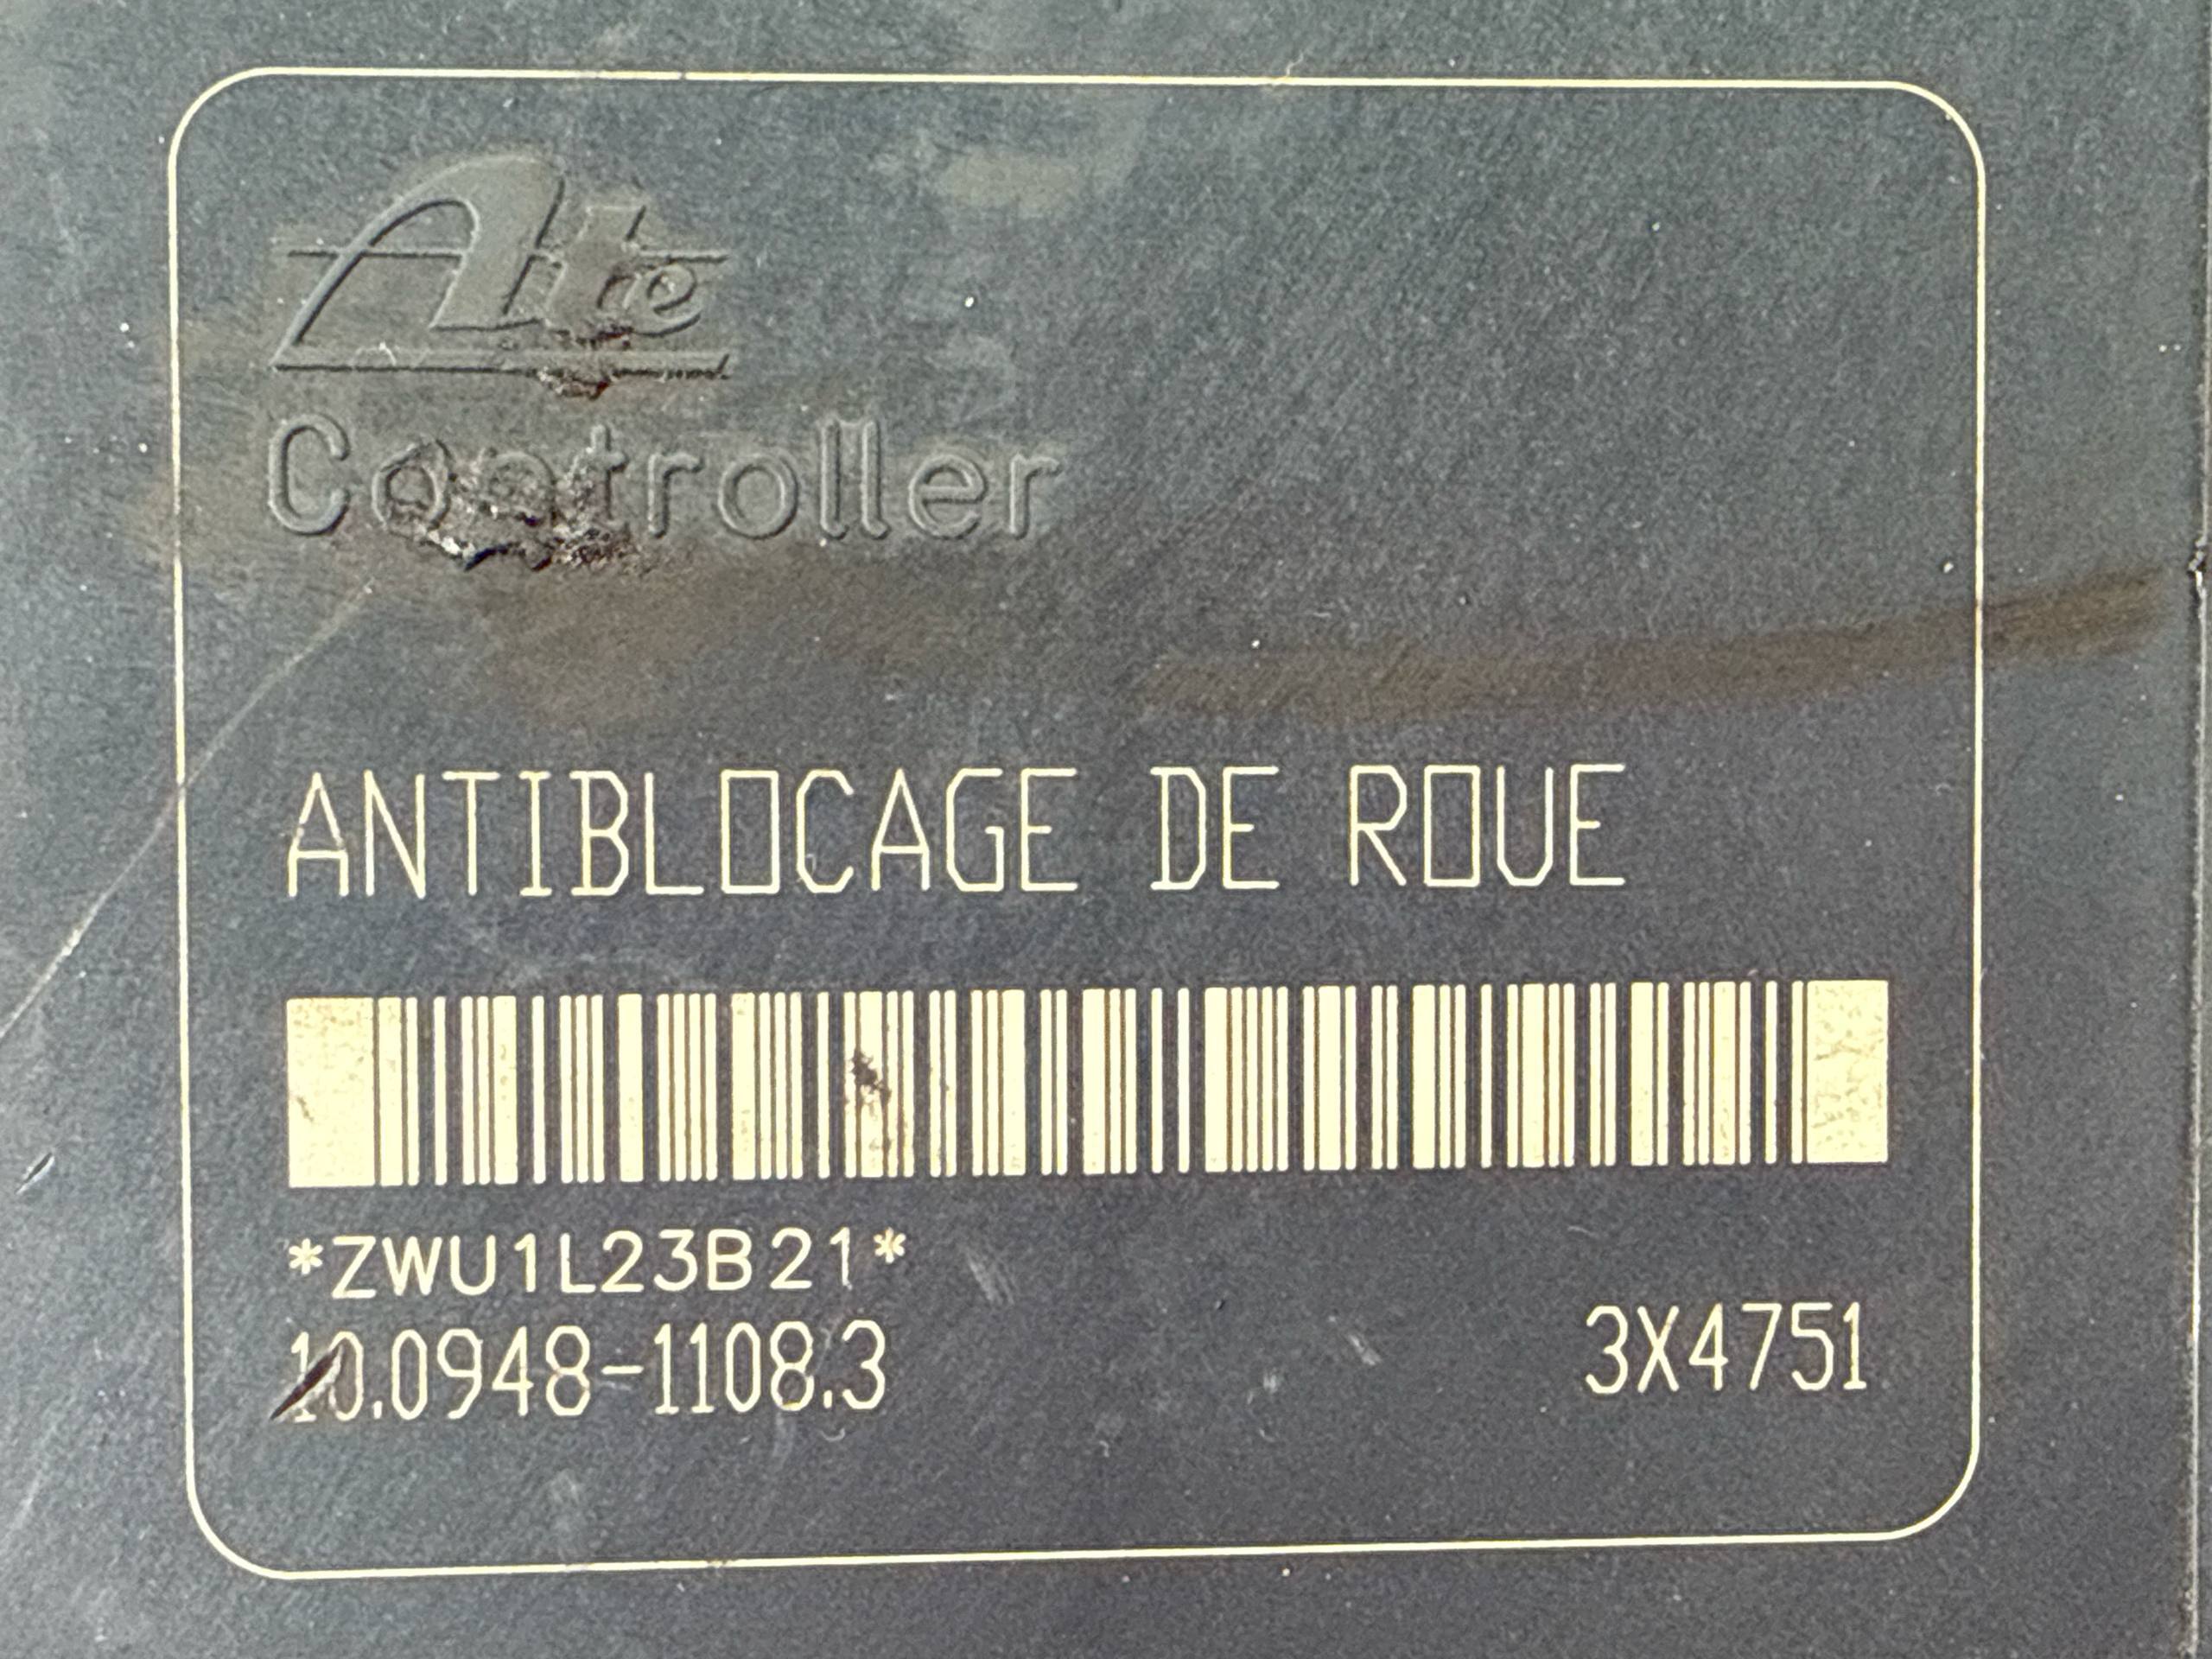 Ate
Controller
ANTIBLOCAGE DE ROUE
*ZWU1L23B21*
10.0948-1108.3
3X4751